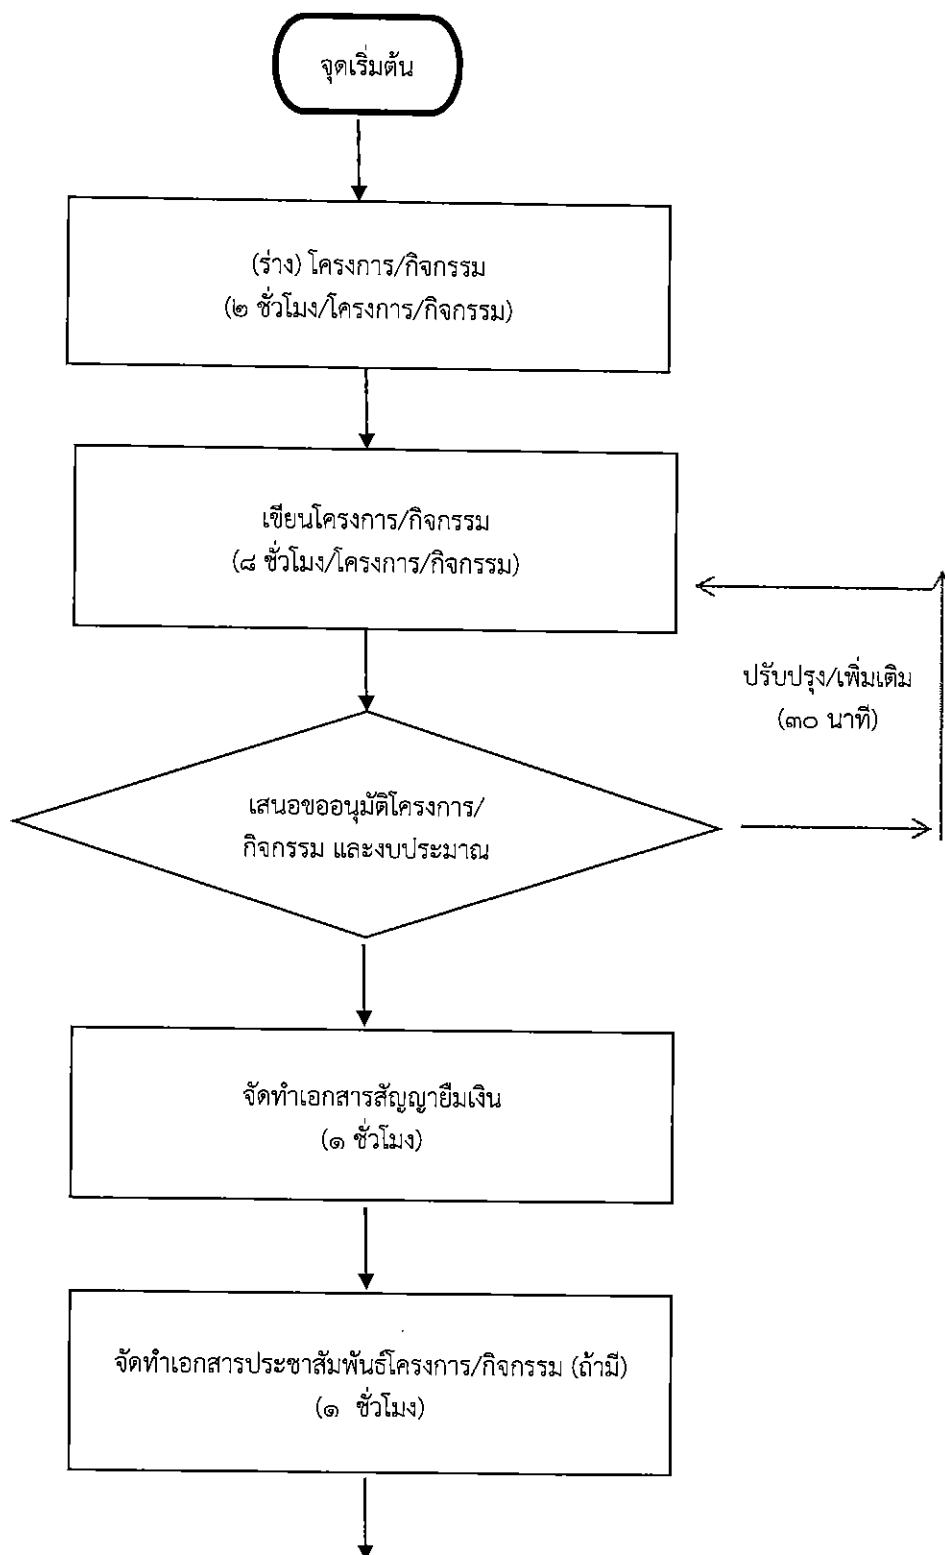 จุดเริ่มต้น
(ร่าง) โครงการ/กิจกรรม
(๒ ชั่วโมง/โครงการ/กิจกรรม)
เขียนโครงการ/กิจกรรม
(๘ ชั่วโมง/โครงการ/กิจกรรม)
ปรับปรุง/เพิ่มเติม
(๓๐ นาที)
เสนอขออนุมัติโครงการ/
กิจกรรม และงบประมาณ
จัดทำเอกสารสัญญายืมเงิน
(๑ ชั่วโมง)
จัดทำเอกสารประชาสัมพันธ์โครงการ/กิจกรรม (ถ้ามี)
(๑ ชั่วโมง)